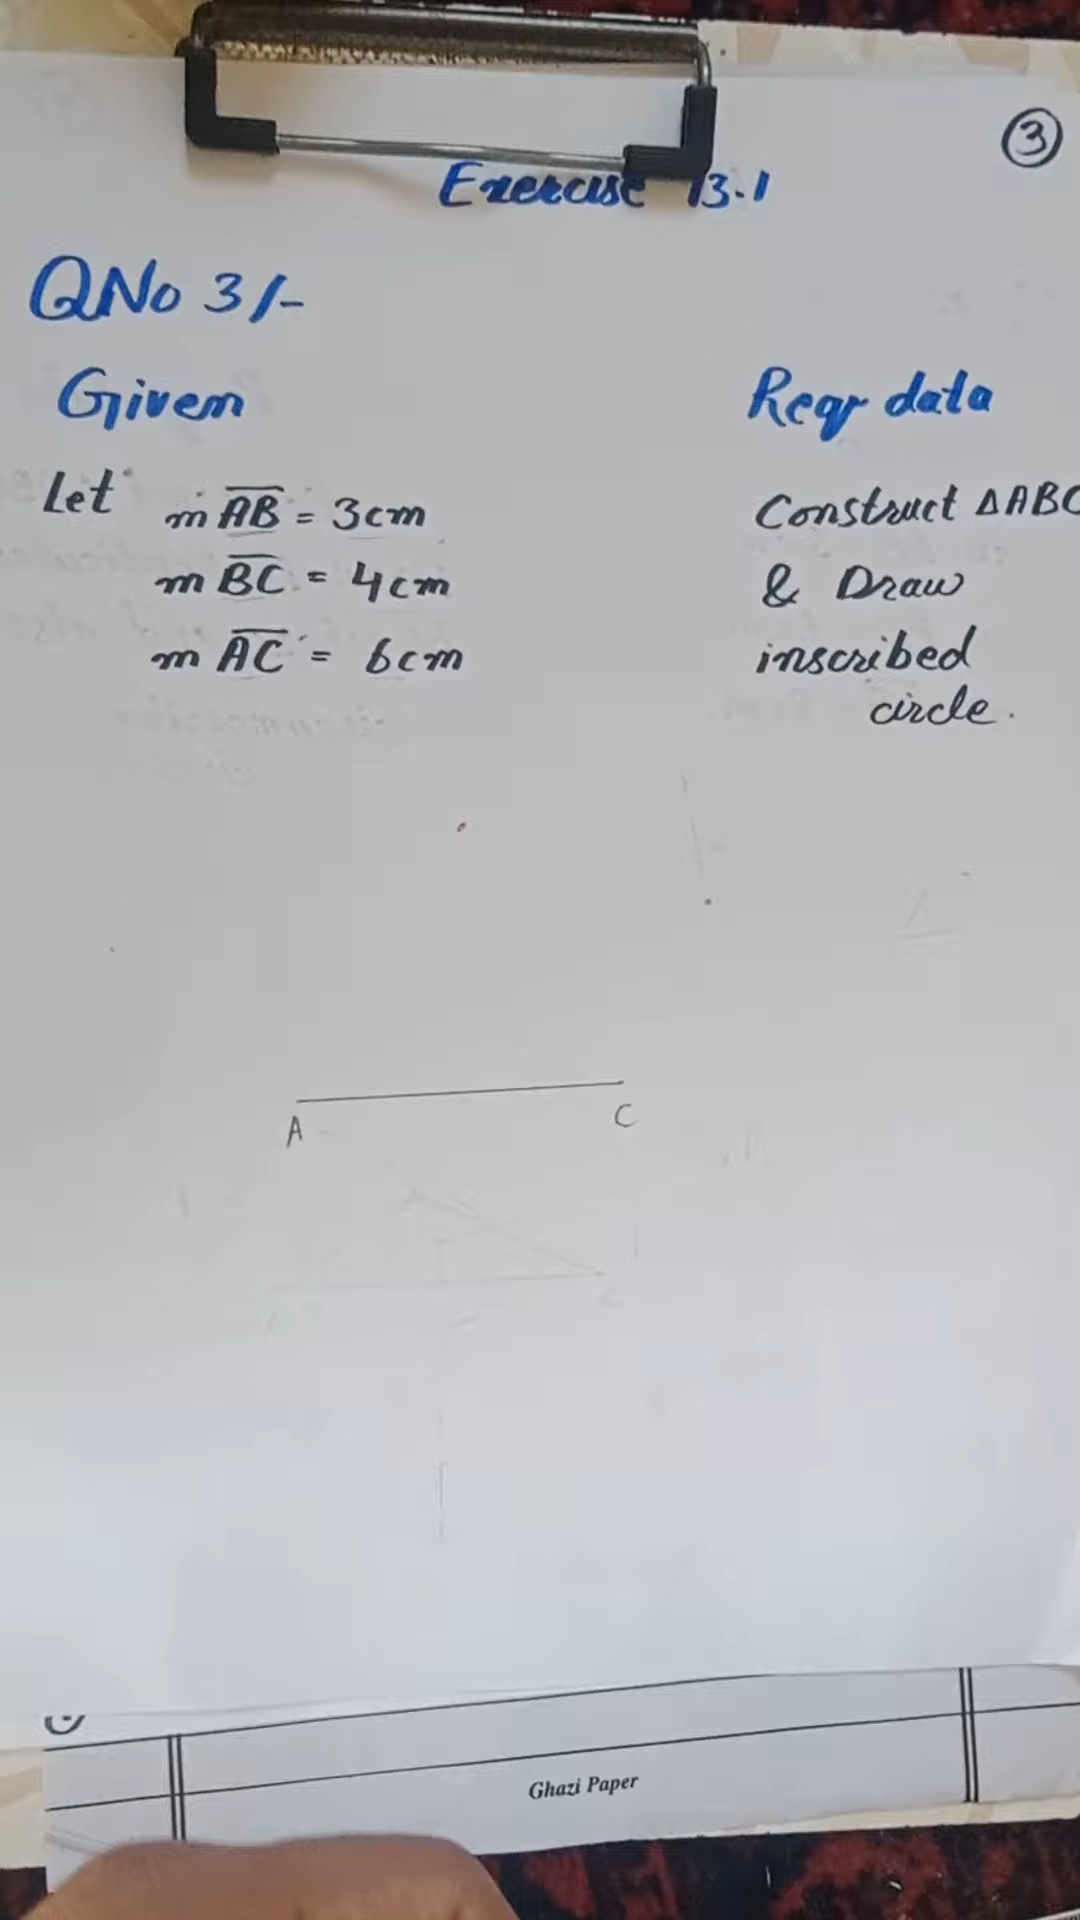 3
Exercise 13.1
QNo 3/-
Given
Reqr data
Let m AB = 3cm
m BC = 4cm
m AC = 6cm
Construct ΔABC
& Draw
inscribed
circle.
A
C
Ghazi Paper